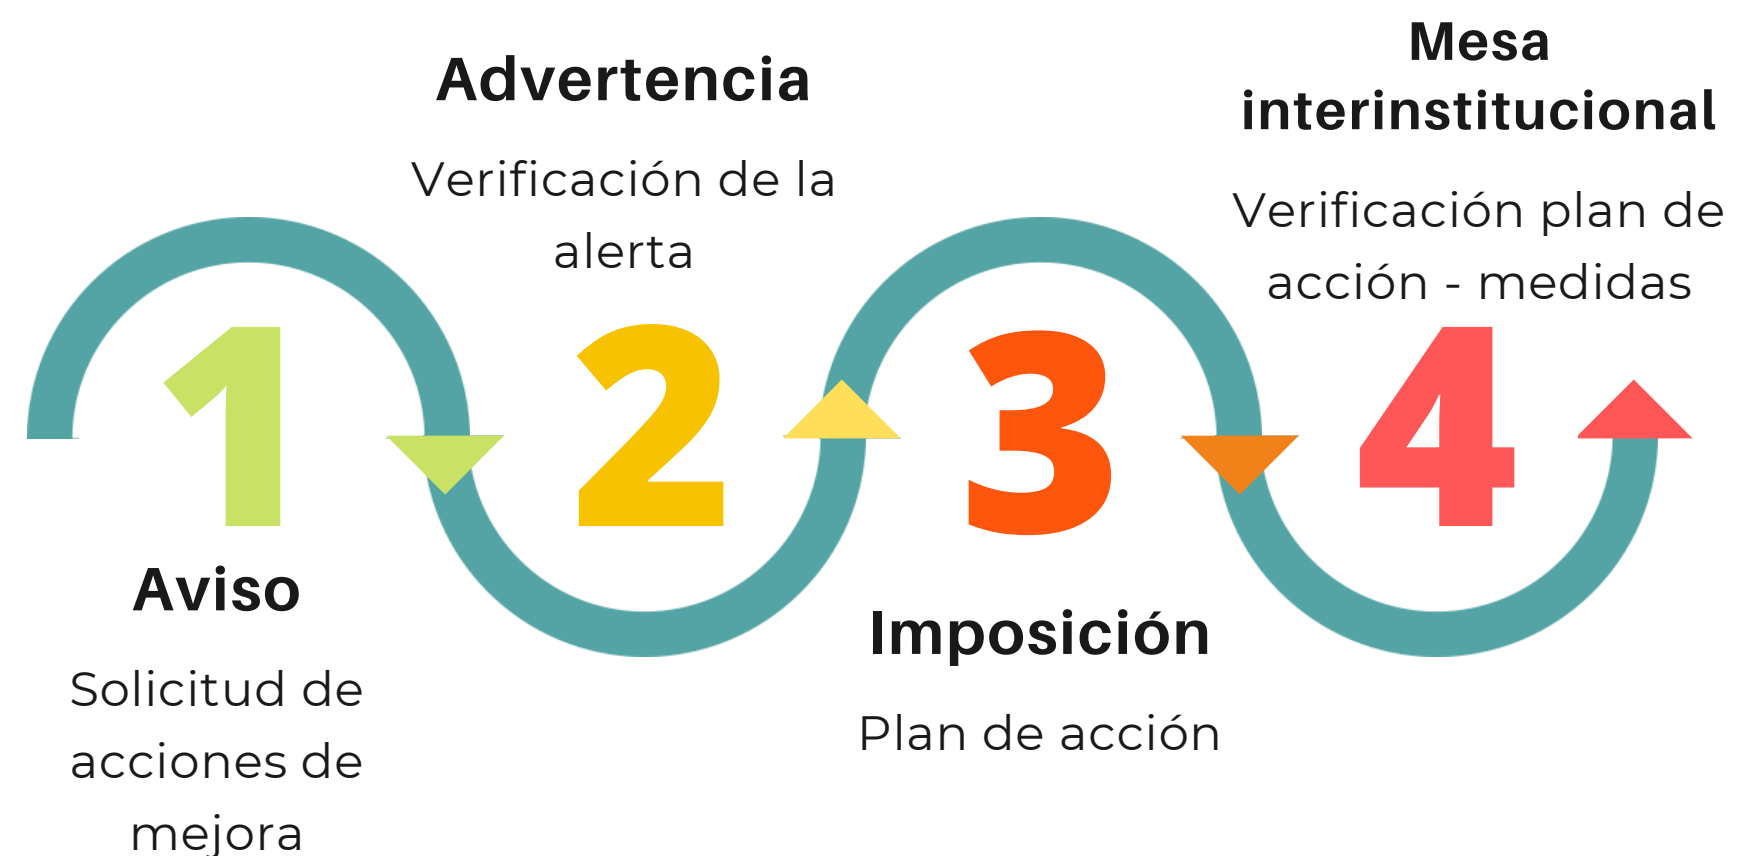 1
Aviso
Solicitud de
acciones de
mejora
Advertencia
Verificación de la
alerta
2
3
Imposición
Plan de acción
Mesa
interinstitucional
Verificación plan de
acción - medidas
4